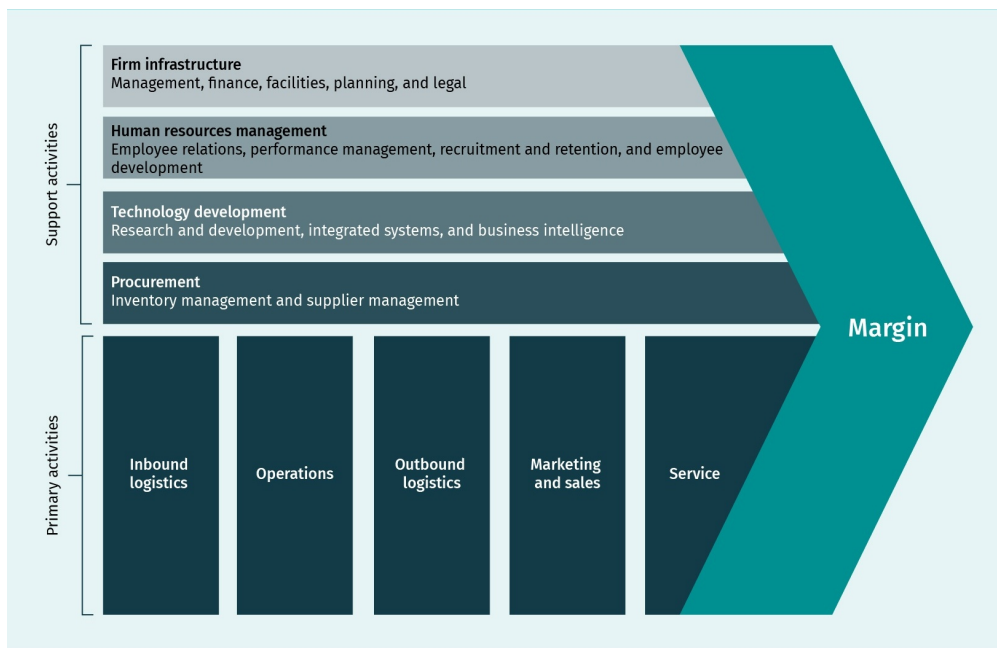 Support activities
Firm infrastructure
Management, finance, facilities, planning, and legal
Human resources management
Employee relations, performance management, recruitment and retention, and employee
development
Technology development
Research and development, integrated systems, and business intelligence
Procurement
Inventory management and supplier management
Margin
Primary activities
Inbound
logistics
Operations
Outbound
logistics
Marketing
and sales
Service